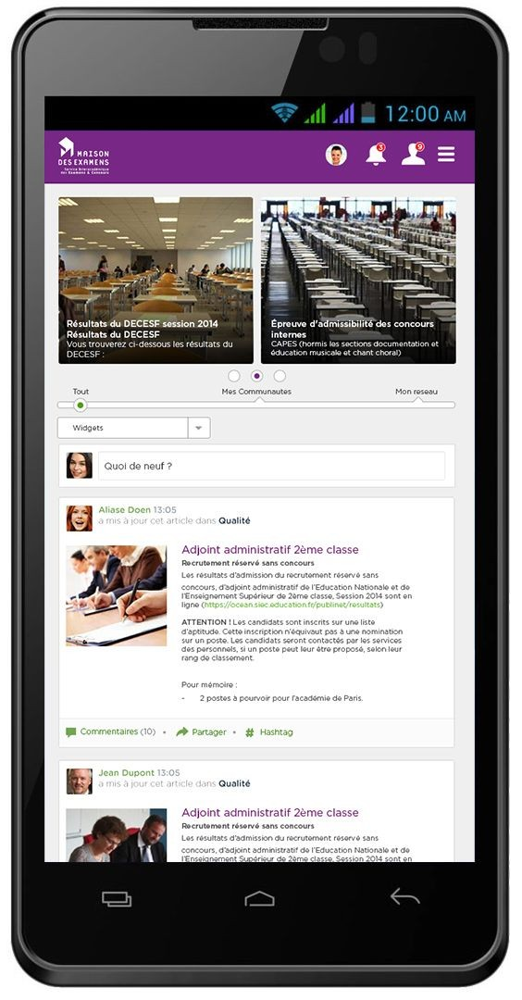 12:00 AM
MAISON
DES EXAMENS
Service Interacadémique
des Examens & Concours
3
9
Résultats du DECESF session 2014
Résultats du DECESF
Vous trouverez ci-dessous les résultats du
DECESF :
Épreuve d'admissibilité des concours
internes
CAPES (hormis les sections documentation et
éducation musicale et chant choral)
Tout
Mes Communautes
Mon reseau
Widgets
Quoi de neuf ?
Aliase Doen 13:05
a mis à jour cet article dans Qualité
Adjoint administratif 2ème classe
Recrutement réservé sans concours
Les résultats d'admission du recrutement réservé sans
concours, d'adjoint administratif de l'Education Nationale et de
l'Enseignement Supérieur de 2ème classe, Session 2014 sont en
ligne (https://ocean.siec.education.fr/publinet/resultats)
ATTENTION ! Les candidats sont inscrits sur une liste
d'aptitude. Cette inscription n'équivaut pas à une nomination
sur un poste. Les candidats seront contactés par les services
des personnels, si un poste peut leur être proposé, selon leur
rang de classement.
Pour mémoire :
- 2 postes à pourvoir pour l'académie de Paris.
Commentaires (10) • Partager • # Hashtag
Jean Dupont 13:05
a mis à jour cet article dans Qualité
Adjoint administratif 2ème classe
Recrutement réservé sans concours
Les résultats d'admission du recrutement réservé sans
concours, d'adjoint administratif de l'Education Nationale et de
l'Enseignement Supérieur de 2ème classe, Session 2014 sont en